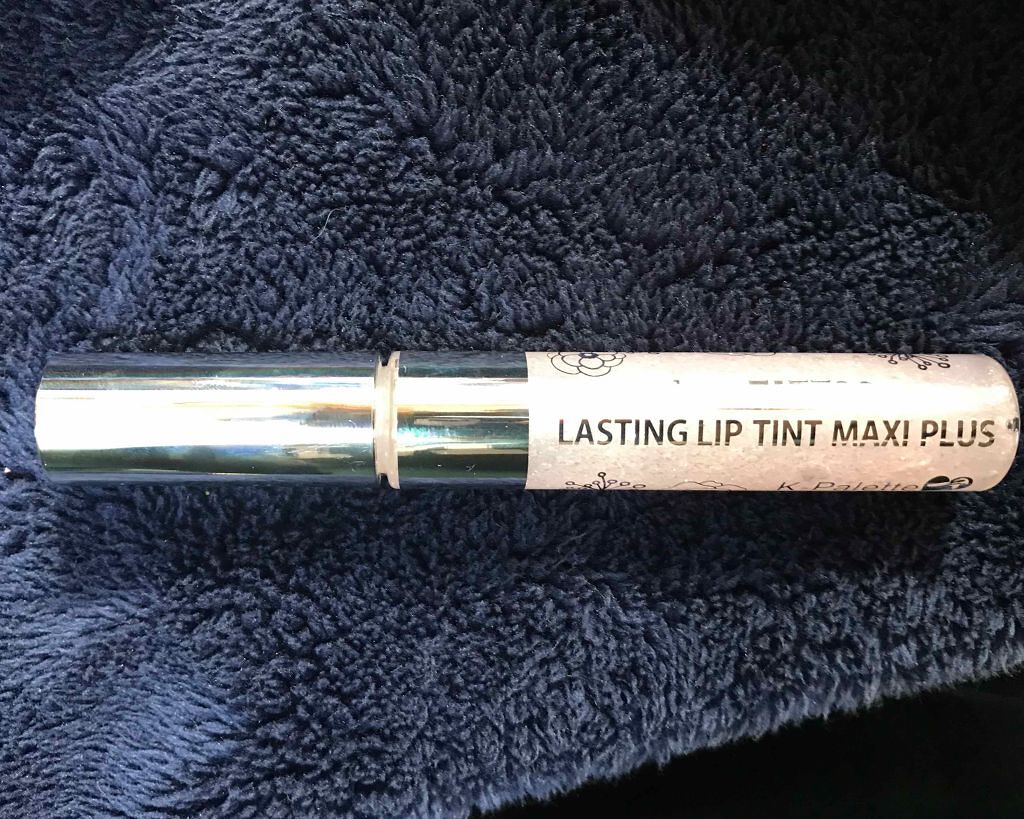 LASTING LIP TINT MAXI PLUS
K-Palette